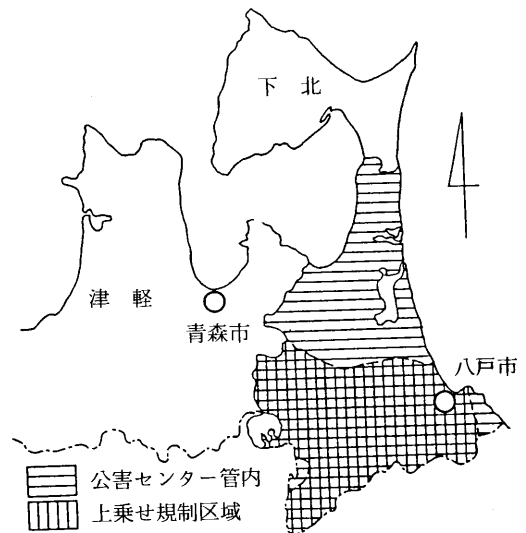 下北
津軽
青森市
八戸市
公害センター管内
上乗せ規制区域